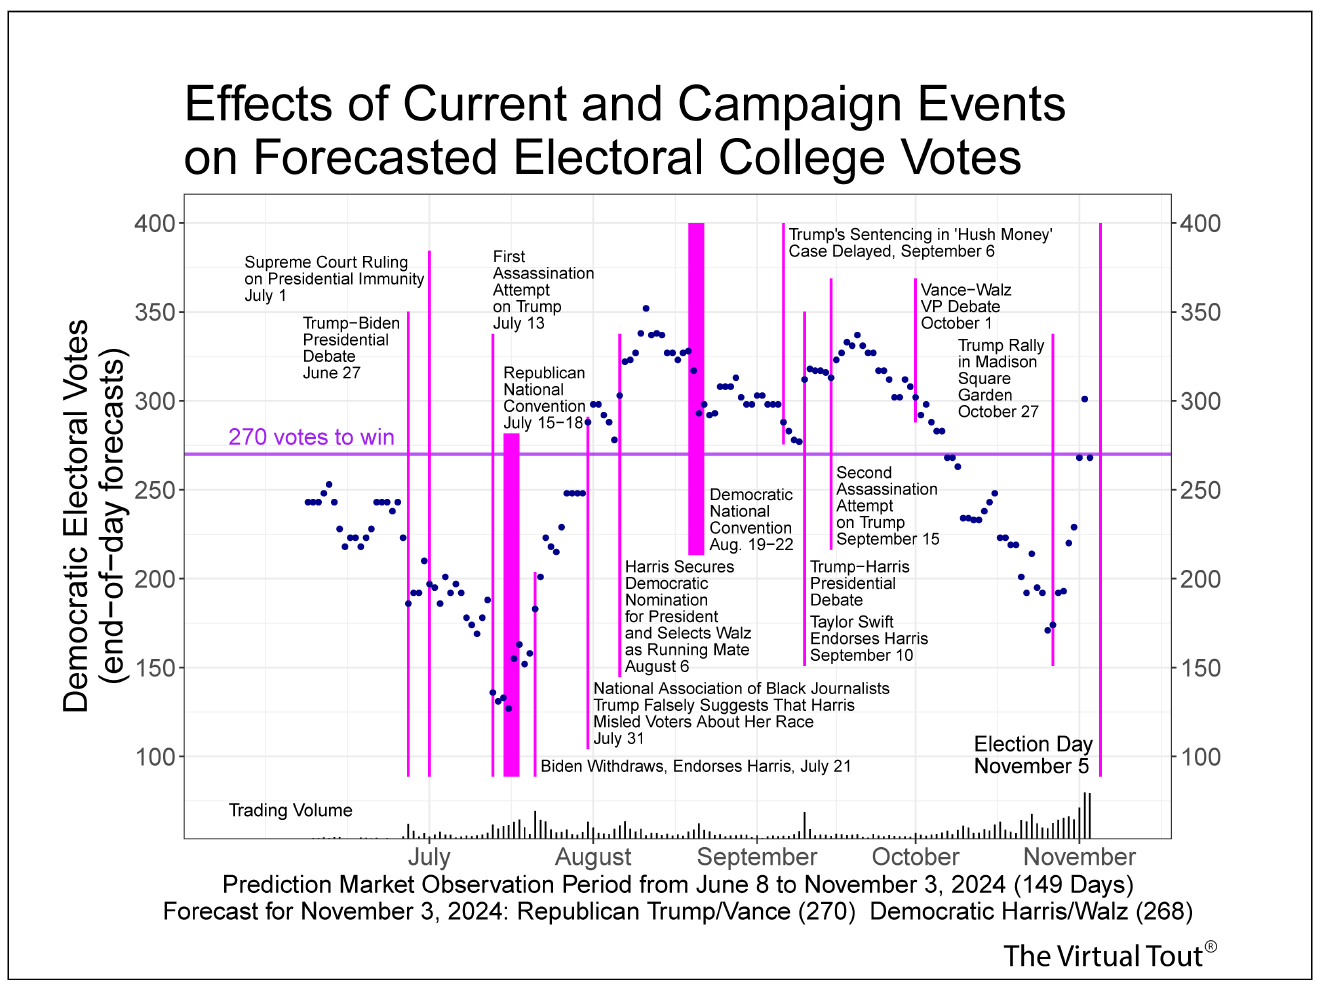 Effects of Current and Campaign Events
on Forecasted Electoral College Votes
Democratic Electoral Votes
(end−of−day forecasts)
400
350
300
250
200
150
100
400
350
300
250
200
150
100
Supreme Court Ruling
on Presidential Immunity
July 1
Trump−Biden
Presidential
Debate
June 27
270 votes to win
First
Assassination
Attempt
on Trump
July 13
Republican
National
Convention
July 15−18
Trump's Sentencing in 'Hush Money'
Case Delayed, September 6
Vance−Walz
VP Debate
October 1
Trump Rally
in Madison
Square
Garden
October 27
Democratic
National
Convention
Aug. 19−22
Second
Assassination
Attempt
on Trump
September 15
Harris Secures
Democratic
Nomination
for President
and Selects Walz
as Running Mate
August 6
Trump−Harris
Presidential
Debate
Taylor Swift
Endorses Harris
September 10
National Association of Black Journalists
Trump Falsely Suggests That Harris
Misled Voters About Her Race
July 31
Biden Withdraws, Endorses Harris, July 21
Election Day
November 5
Trading Volume
July
August
September
October
November
Prediction Market Observation Period from June 8 to November 3, 2024 (149 Days)
Forecast for November 3, 2024: Republican Trump/Vance (270)  Democratic Harris/Walz (268)
The Virtual Tout®